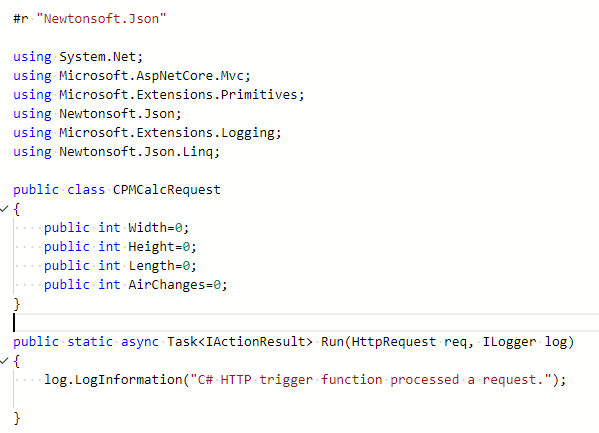 #r "Newtonsoft.Json"
using System.Net;
using Microsoft.AspNetCore.Mvc;
using Microsoft.Extensions.Primitives;
using Newtonsoft.Json;
using Microsoft.Extensions.Logging;
using Newtonsoft.Json.Linq;
public class CPMCalcRequest
{
    public int Width=0;
    public int Height=0;
    public int Length=0;
    public int AirChanges=0;
}
public static async Task<IActionResult> Run(HttpRequest req, ILogger log)
{
    log.LogInformation("C# HTTP trigger function processed a request.");
}